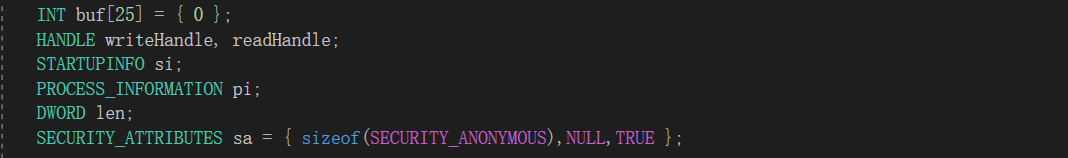 INT buf[25] = { 0 };
HANDLE writeHandle, readHandle;
STARTUPINFO si;
PROCESS_INFORMATION pi;
DWORD len;
SECURITY_ATTRIBUTES sa = { sizeof(SECURITY_ANONYMOUS),NULL,TRUE };